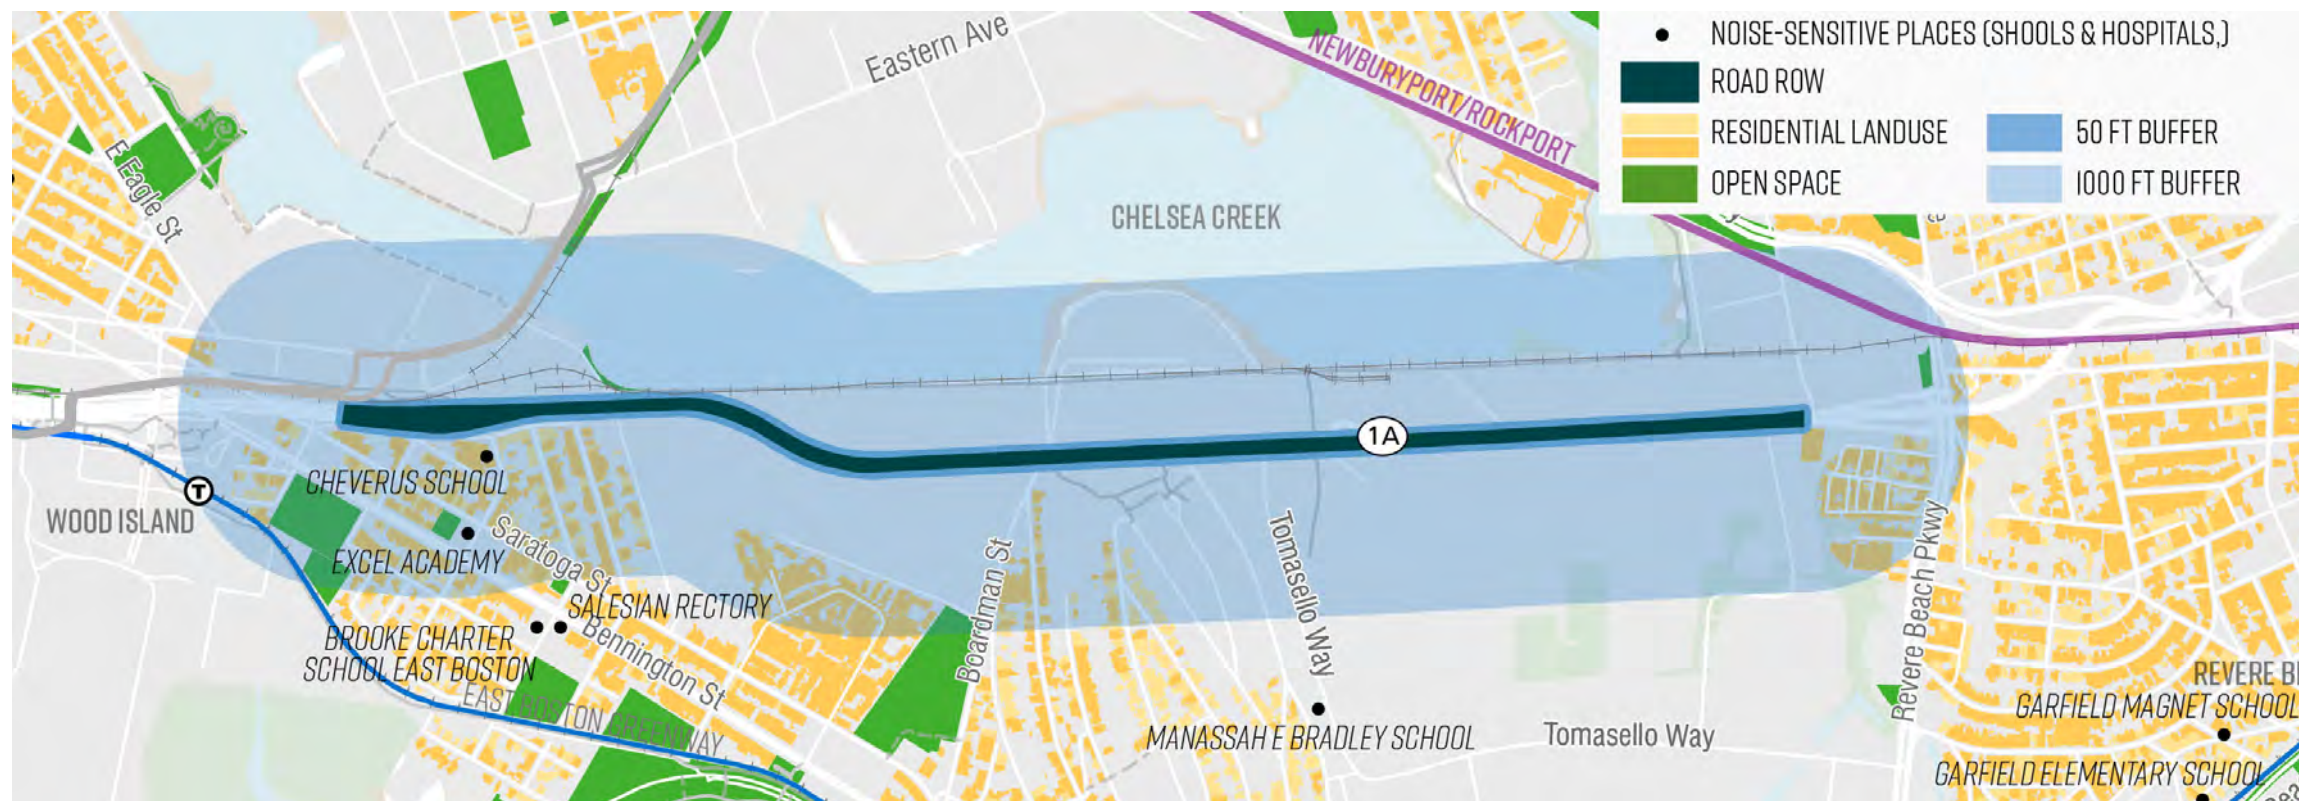 NOISE-SENSITIVE PLACES (SHOOLS & HOSPITALS,)
ROAD ROW
RESIDENTIAL LANDUSE
50 FT BUFFER
OPEN SPACE
1000 FT BUFFER
Eastern Ave
NEWBURYPORT/ROCKPORT
E Eagle St
CHELSEA CREEK
1A
CHEVERUS SCHOOL
T
WOOD ISLAND
EXCEL ACADEMY
Saratoga St
SALESIAN RECTORY
BROOKE CHARTER
SCHOOL EAST BOSTON
Bennington St
EAST BOSTON GREENWAY
Boardman St
Tomasello Way
MANASSAH E BRADLEY SCHOOL
Tomasello Way
Revere Beach Pkwy
REVERE B
GARFIELD MAGNET SCHOOL
GARFIELD ELEMENTARY SCHOOL